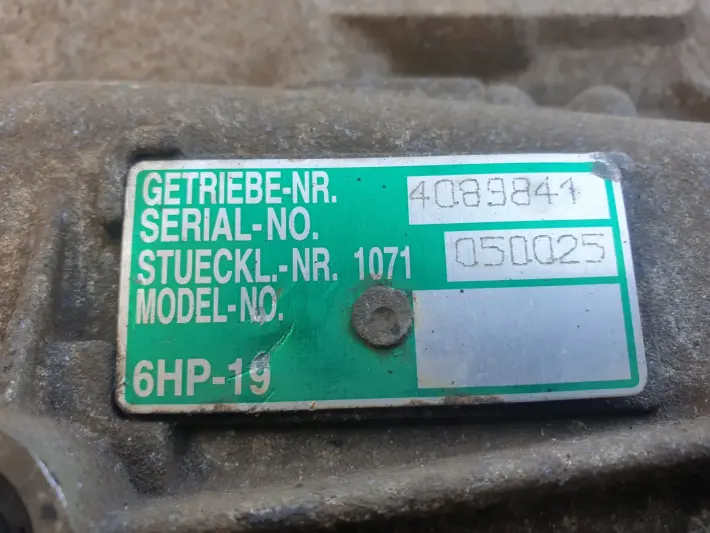 GETRIEBE-NR. 4089841
SERIAL-NO.
STUECKL.-NR. 1071 050025
MODEL-NO.
6HP-19